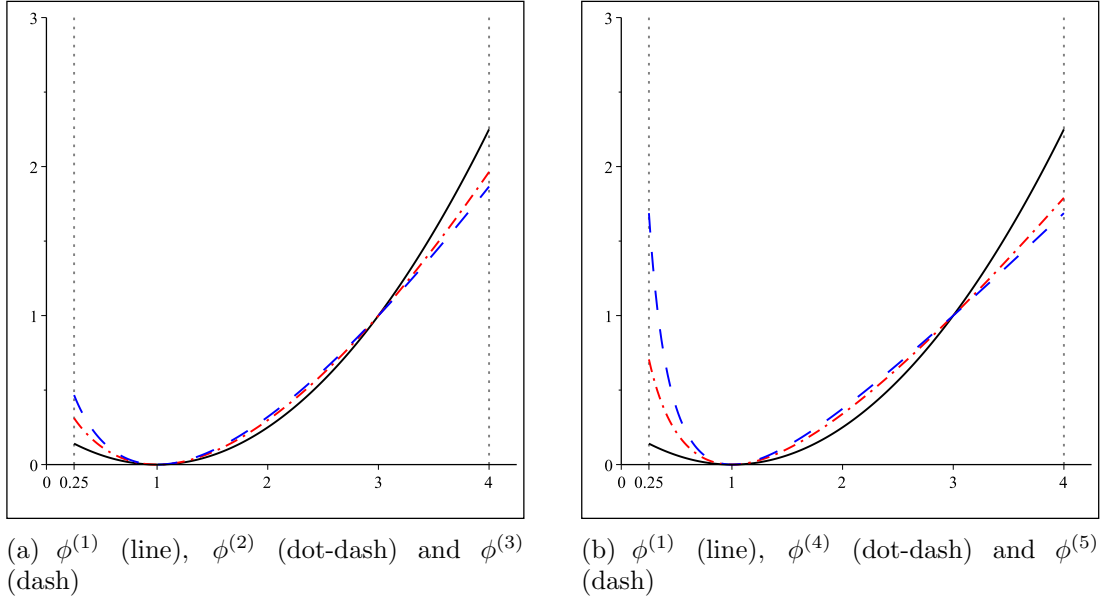 3
2
1
0
0 0.25 1 2 3 4
3
2
1
0
0 0.25 1 2 3 4
(a) ϕ⁽¹⁾ (line), ϕ⁽²⁾ (dot-dash) and ϕ⁽³⁾
(dash)
(b) ϕ⁽¹⁾ (line), ϕ⁽⁴⁾ (dot-dash) and ϕ⁽⁵⁾
(dash)